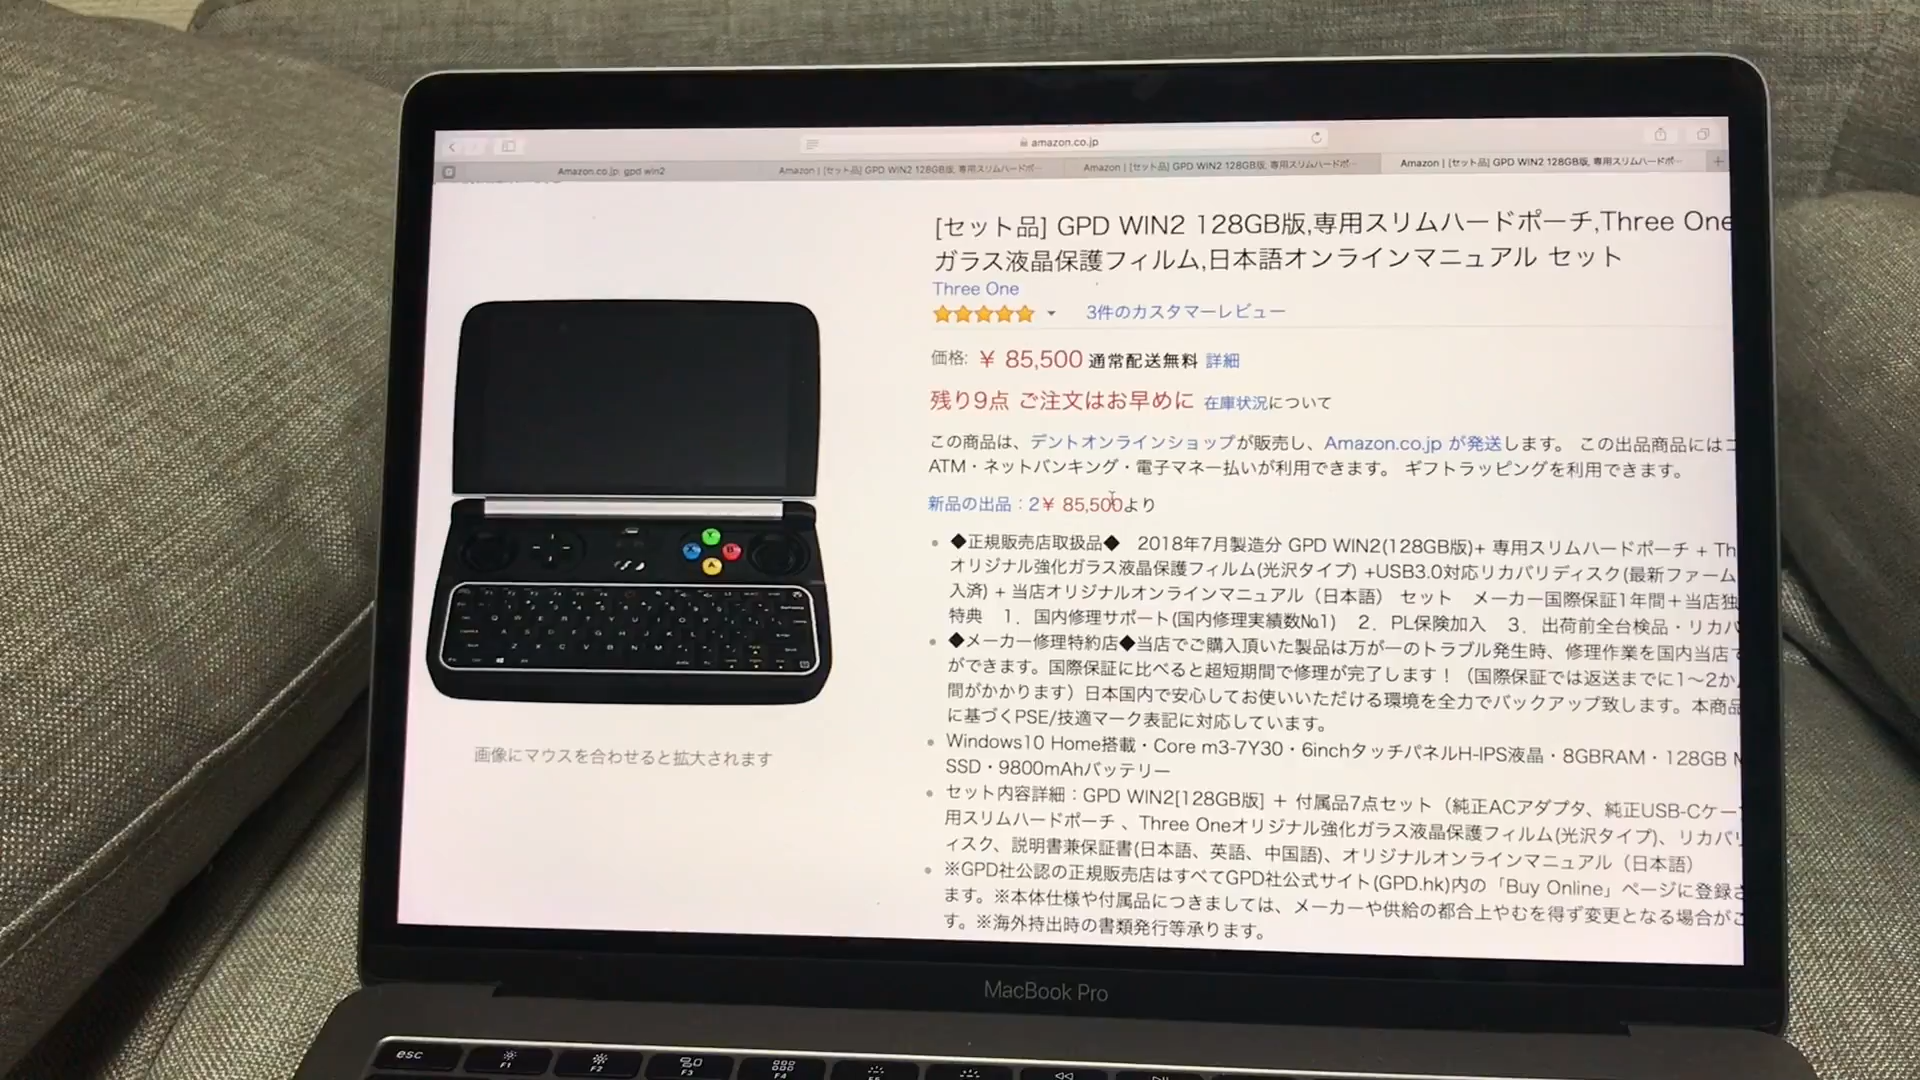 amazon.co.jp
Amazon.co.jp: gpd win2
Amazon | [セット品] GPD WIN2 128GB版, 専用スリムハードポー…
Amazon | [セット品] GPD WIN2 128GB版, 専用スリムハードポ…
Amazon | [セット品] GPD WIN2 128GB版, 専用スリムハードポー…
[セット品] GPD WIN2 128GB版,専用スリムハードポーチ,Three One
ガラス液晶保護フィルム,日本語オンラインマニュアル セット
Three One
3件のカスタマーレビュー
価格: ￥ 85,500 通常配送無料 詳細
残り9点 ご注文はお早めに 在庫状況について
この商品は、デントオンラインショップが販売し、Amazon.co.jp が発送します。 この出品商品にはコ
ATM・ネットバンキング・電子マネー払いが利用できます。 ギフトラッピングを利用できます。
新品の出品：2￥ 85,500より
◆正規販売店取扱品◆ 2018年7月製造分 GPD WIN2(128GB版)+ 専用スリムハードポーチ + Th
オリジナル強化ガラス液晶保護フィルム(光沢タイプ) +USB3.0対応リカバリディスク(最新ファーム
入済) + 当店オリジナルオンラインマニュアル（日本語） セット メーカー国際保証1年間＋当店独
特典 1．国内修理サポート(国内修理実績数№1) 2．PL保険加入 3．出荷前全台検品・リカバ
◆メーカー修理特約店◆当店でご購入頂いた製品は万が一のトラブル発生時、修理作業を国内当店で
ができます。国際保証に比べると超短期間で修理が完了します！（国際保証では返送までに1〜2か
間がかかります）日本国内で安心してお使いいただける環境を全力でバックアップ致します。本商品
に基づくPSE/技適マーク表記に対応しています。
Windows10 Home搭載・Core m3-7Y30・6inchタッチパネルH-IPS液晶・8GBRAM・128GB M
SSD・9800mAhバッテリー
セット内容詳細：GPD WIN2[128GB版] ＋ 付属品7点セット（純正ACアダプタ、純正USB-Cケー
用スリムハードポーチ 、Three Oneオリジナル強化ガラス液晶保護フィルム(光沢タイプ)、リカバリ
ィスク、説明書兼保証書(日本語、英語、中国語)、オリジナルオンラインマニュアル（日本語）
※GPD社公認の正規販売店はすべてGPD社公式サイト(GPD.hk)内の「Buy Online」ページに登録さ
ます。※本体仕様や付属品につきましては、メーカーや供給の都合上やむを得ず変更となる場合がご
す。※海外持出時の書類発行等承ります。
画像にマウスを合わせると拡大されます
Y
X
B
A
MacBook Pro
esc
F1
F2
F3
F4